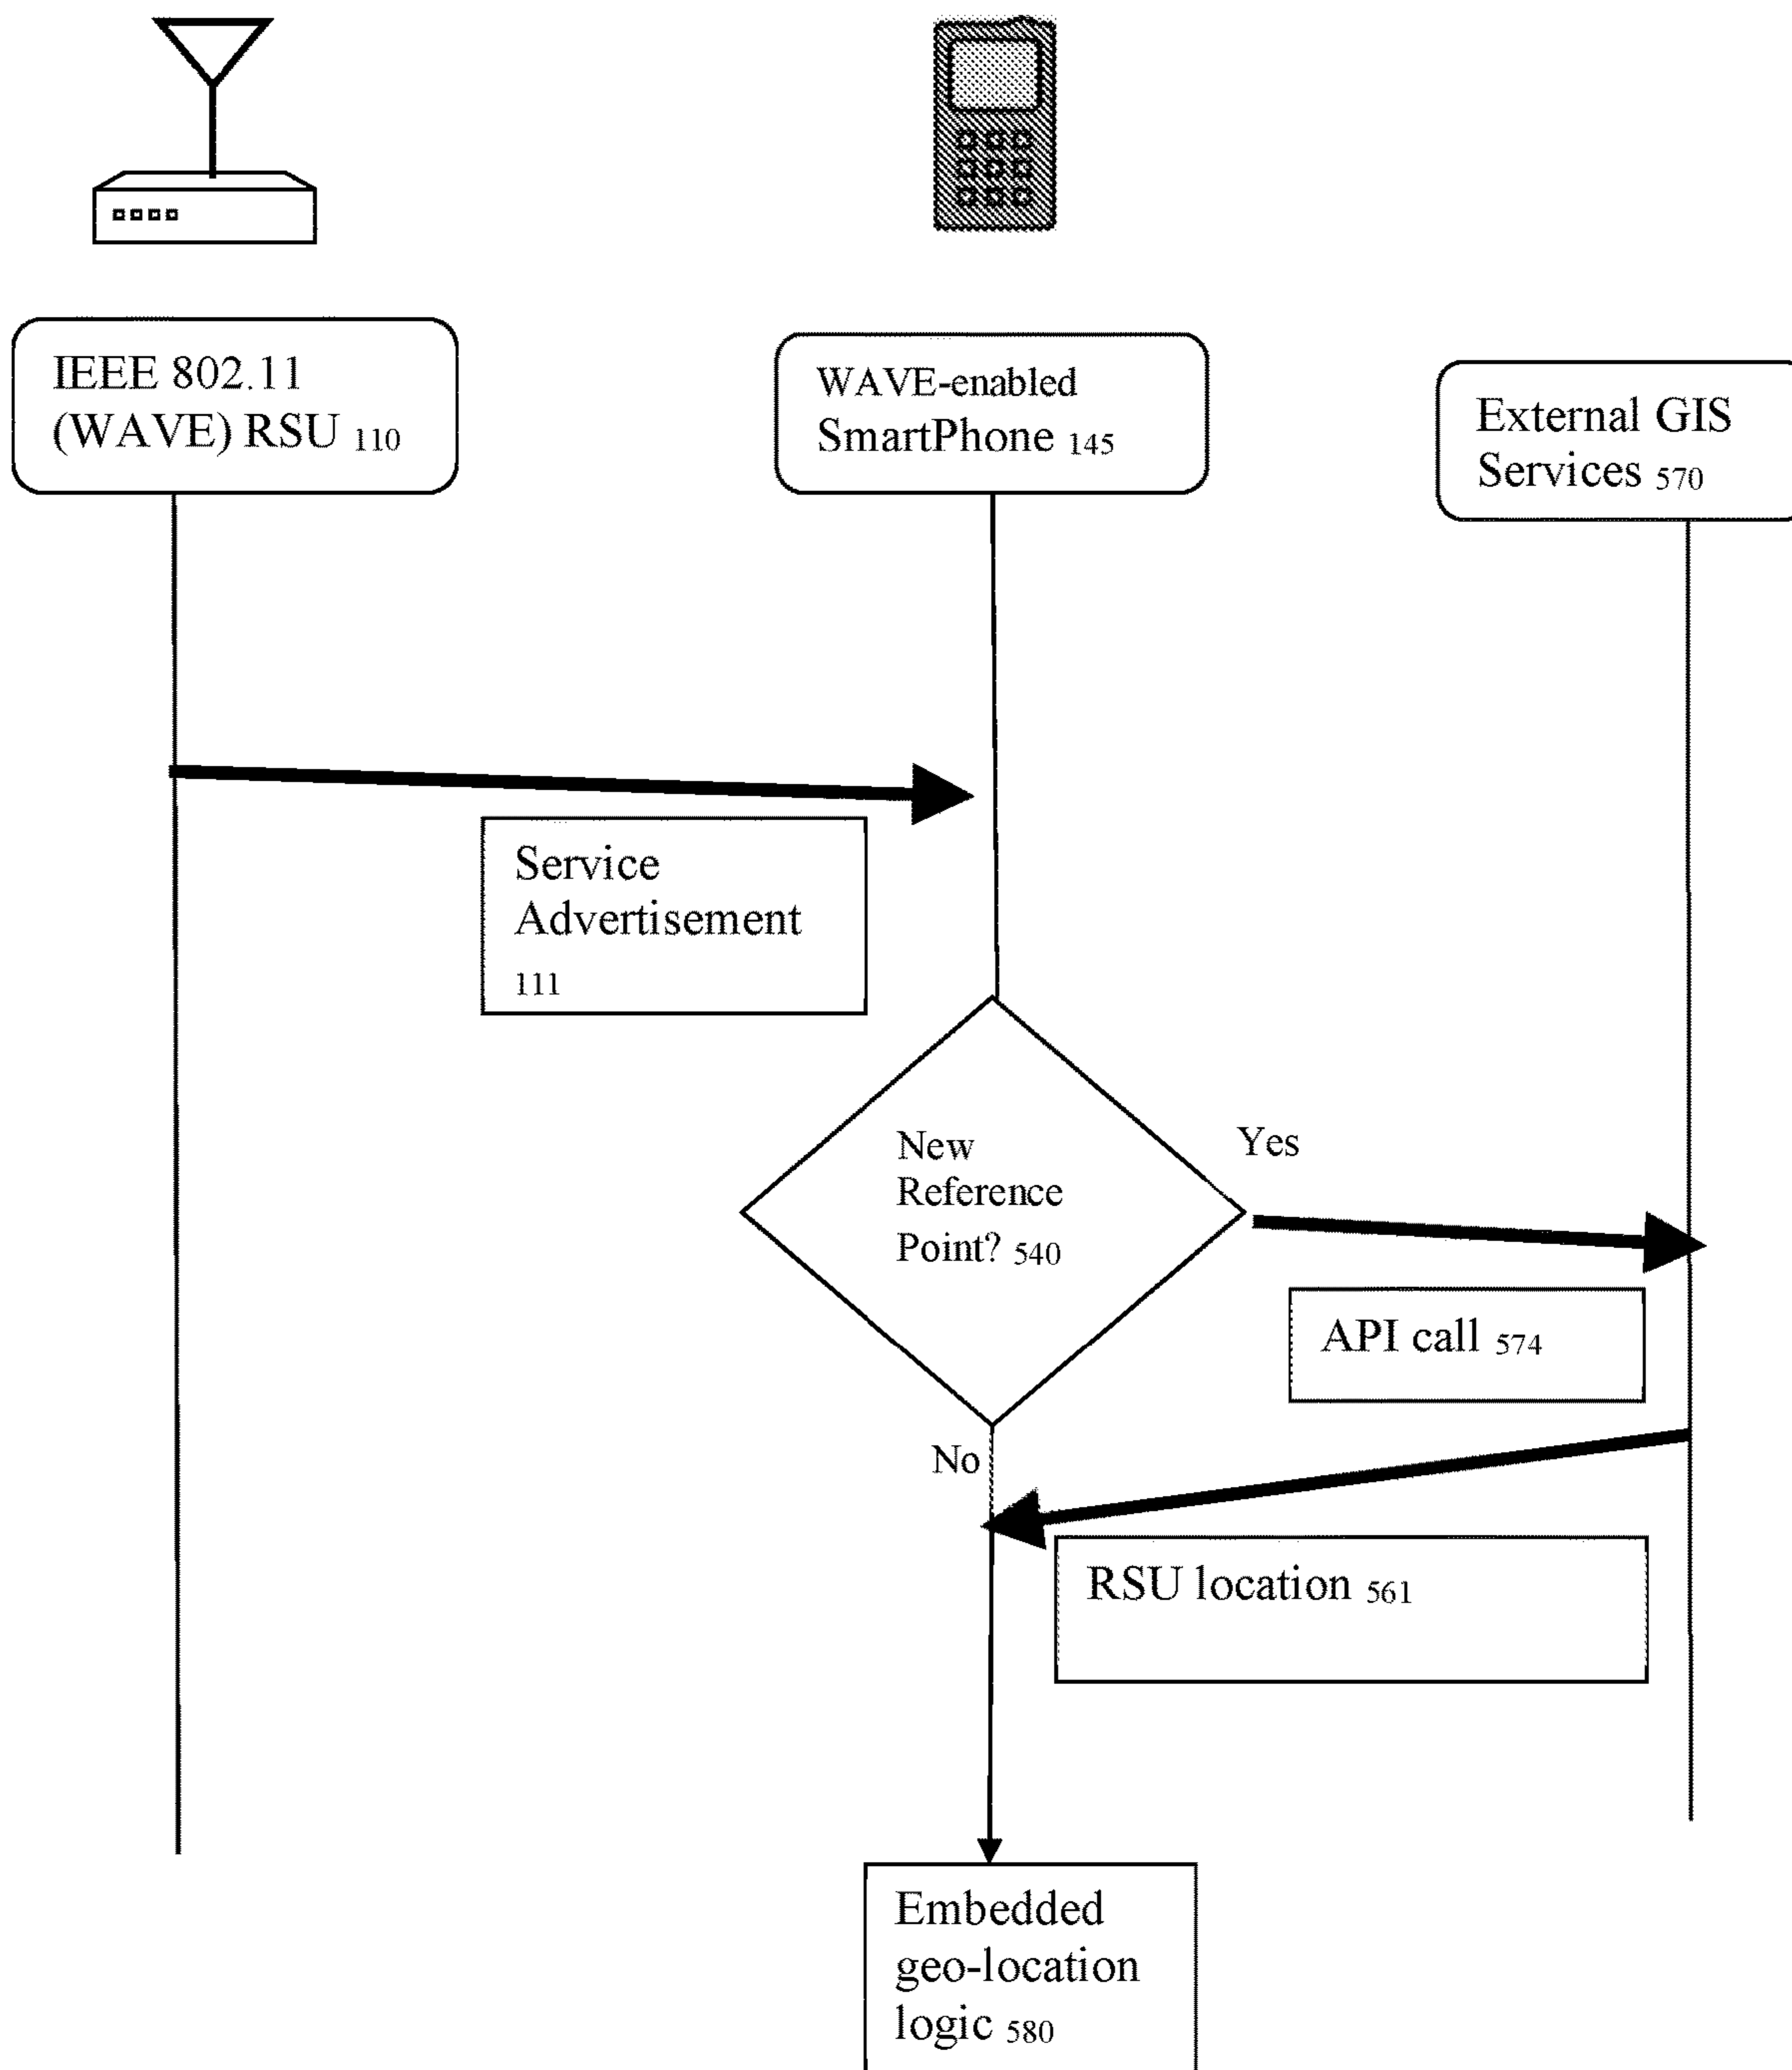 IEEE 802.11
(WAVE) RSU 110
WAVE-enabled
SmartPhone 145
External GIS
Services 570
Service
Advertisement
111
New
Reference
Point? 540
Yes
API call 574
No
RSU location 561
Embedded
geo-location
logic 580